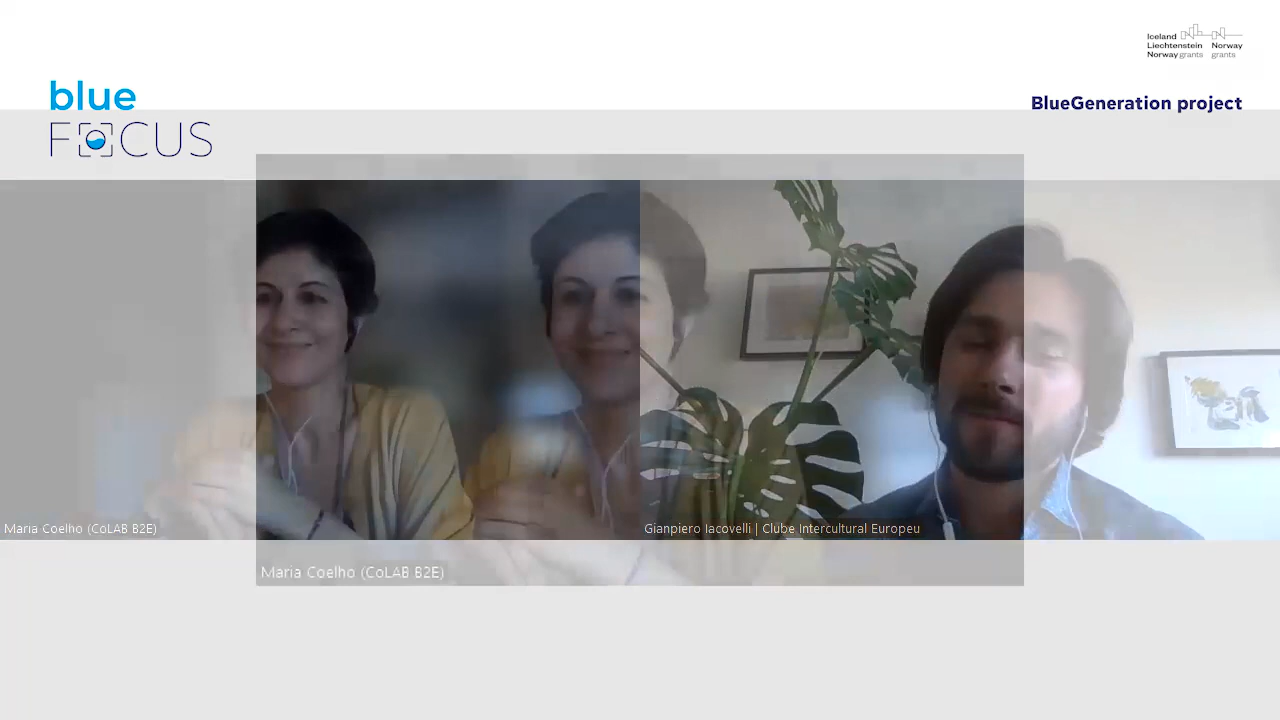 Iceland
Liechtenstein Norway
Norway grants grants
blue
FOCUS
BlueGeneration project
Maria Coelho (CoLAB B2E)
Gianpiero Iacovelli | Clube Intercultural Europeu
Maria Coelho (CoLAB B2E)